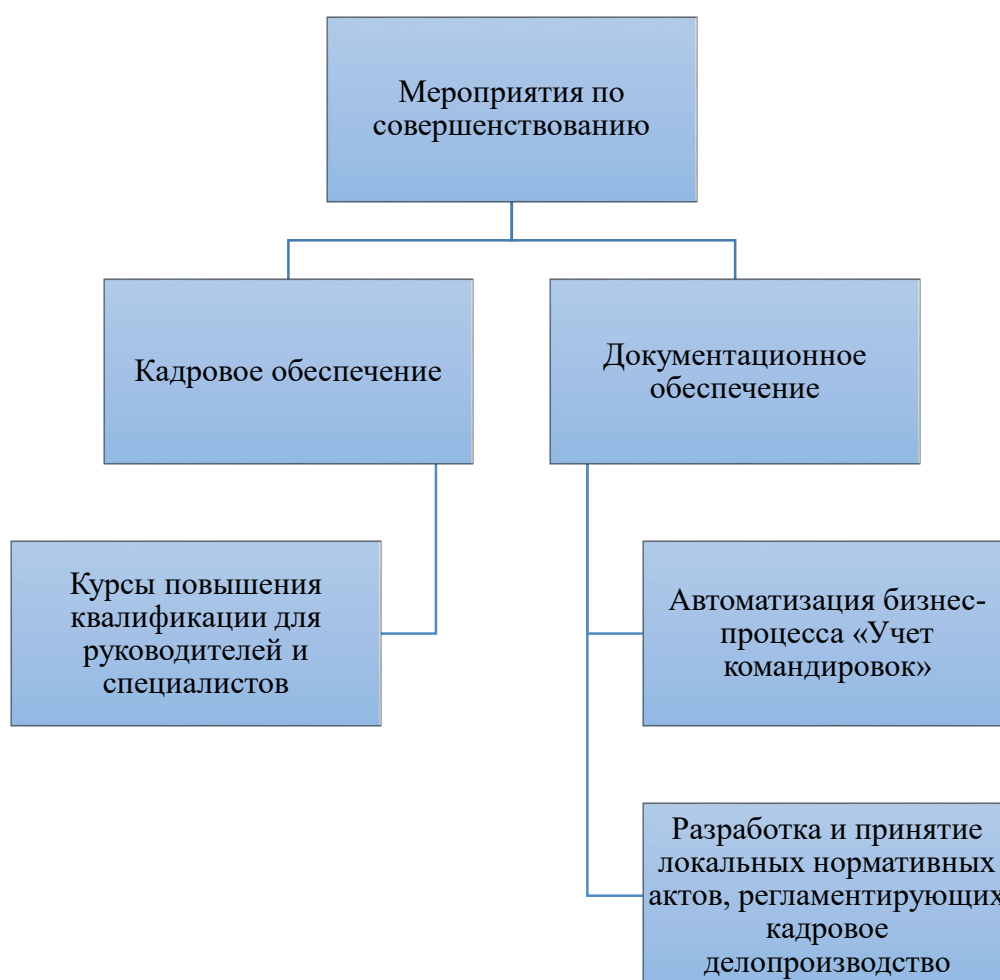 Мероприятия по
совершенствованию
Кадровое обеспечение
Документационное
обеспечение
Курсы повышения
квалификации для
руководителей и
специалистов
Автоматизация бизнес-
процесса «Учет
командировок»
Разработка и принятие
локальных нормативных
актов, регламентирующих
кадровое
делопроизводство